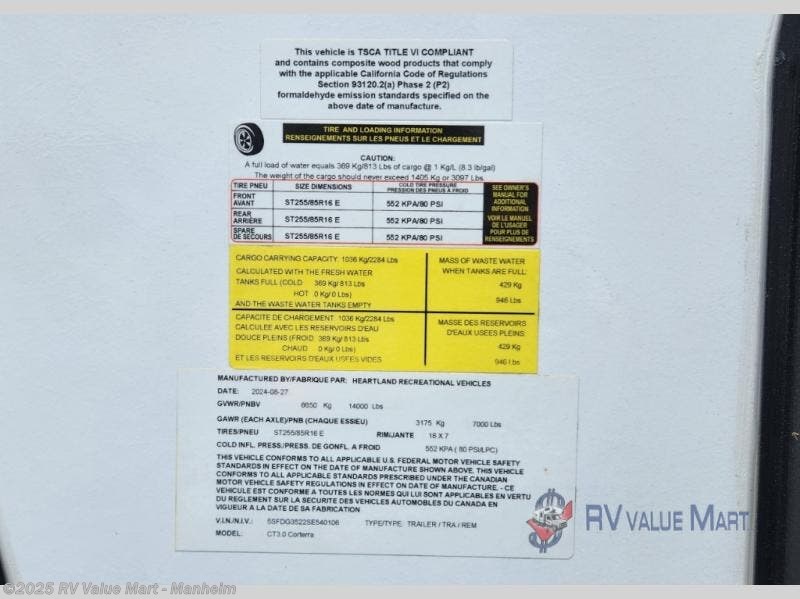 This vehicle is TSCA TITLE VI COMPLIANT
and contains composite wood products that comply
with the applicable California Code of Regulations
Section 93120.2(a) Phase 2 (P2)
formaldehyde emission standards specified on the
above date of manufacture.
TIRE AND LOADING INFORMATION
RENSEIGNEMENTS SUR LES PNEUS ET LE CHARGEMENT
CAUTION:
A full load of water equals 369 Kg/813 Lbs of cargo @ 1 Kg/L (8.3 lb/gal)
The weight of the cargo should never exceed 1405 Kg or 3097 Lbs.
TIRE PNEU SIZE DIMENSIONS COLD TIRE PRESSURE
PRESSION DES PNEUS À FROID
FRONT
AVANT ST255/85R16 E 552 KPA/80 PSI
REAR
ARRIÈRE ST255/85R16 E 552 KPA/80 PSI
SPARE
DE SECOURS ST255/85R16 E 552 KPA/80 PSI
SEE OWNER'S
MANUAL FOR
ADDITIONAL
INFORMATION
VOIR LE MANUEL
DE L'USAGER
POUR PLUS DE
RENSEIGNEMENTS
CARGO CARRYING CAPACITY: 1036 Kg/2284 Lbs
CALCULATED WITH THE FRESH WATER
TANKS FULL (COLD 369 Kg/ 813 Lbs
HOT 0 Kg/ 0 Lbs)
AND THE WASTE WATER TANKS EMPTY
MASS OF WASTE WATER
WHEN TANKS ARE FULL:
429 Kg
946 Lbs
CAPACITE DE CHARGEMENT: 1036 Kg/2284 Lbs
CALCULEE AVEC LES RESERVOIRS D'EAU
DOUCE PLEINS (FROID: 369 Kg/ 813 Lbs
CHAUD 0 Kg/ 0 Lbs)
ET LES RESERVOIRS D'EAUX USEES VIDES
MASSE DES RESERVOIRS
D'EAUX USEES PLEINS:
429 Kg
946 Lbs
MANUFACTURED BY/FABRIQUE PAR: HEARTLAND RECREATIONAL VEHICLES
DATE: 2024-08-27
GVWR/PNBV 6650 Kg 14000 Lbs
GAWR (EACH AXLE)/PNB (CHAQUE ESSIEU) 3175 Kg 7000 Lbs
TIRES/PNEU ST255/85R16 E RIM/JANTE 16 X 7
COLD INFL. PRESS/PRESS. DE GONFL. A FROID 552 KPA ( 80 PSI/LPC)
THIS VEHICLE CONFORMS TO ALL APPLICABLE U.S. FEDERAL MOTOR VEHICLE SAFETY
STANDARDS IN EFFECT ON THE DATE OF MANUFACTURE SHOWN ABOVE. THIS VEHICLE
CONFORMS TO ALL APPLICABLE STANDARDS PRESCRIBED UNDER THE CANADIAN
MOTOR VEHICLE SAFETY REGULATIONS IN EFFECT ON DATE OF MANUFACTURE. - CE
VEHICULE EST CONFORME A TOUTES LES NORMES QUI LUI SONT APPLICABLES EN VERTU
DU REGLEMENT SUR LA SECURITE DES VEHICULES AUTOMOBILES DU CANADA EN
VIGUEUR A LA DATE DE SA FABRICATION
V.I.N./N.I.V.: 5SFDG3522SE540106 TYPE/TYPE: TRAILER / TRA / REM
MODEL: CT3.0 Corterra
RV VALUE MART
©2025 RV Value Mart - Manheim